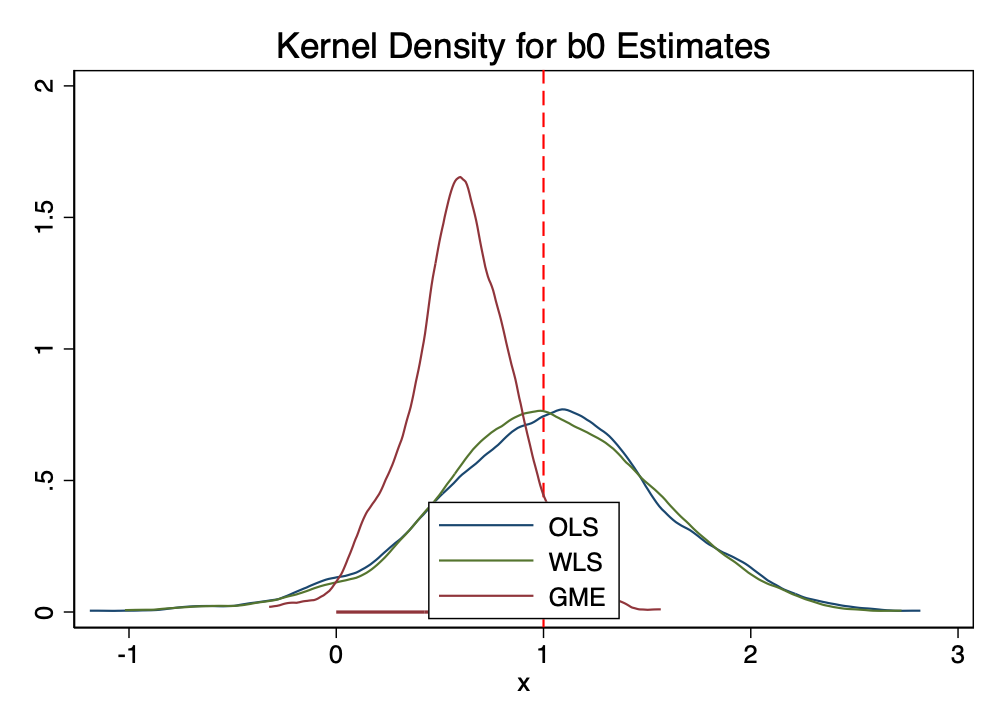 Kernel Density for b0 Estimates
2
1.5
1
.5
0
OLS
WLS
GME
-1 0 1 2 3
x